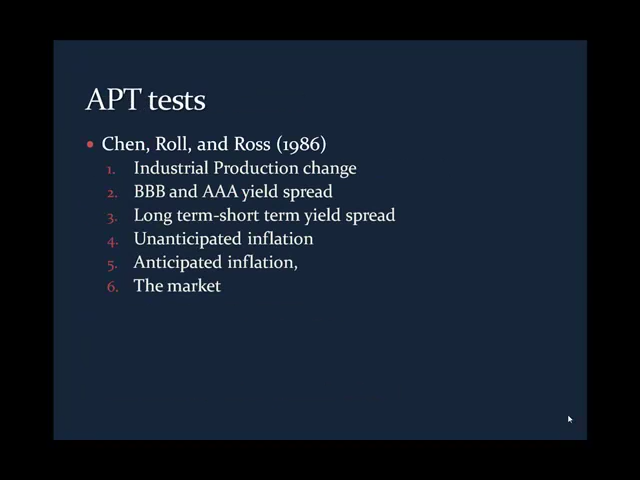 APT tests
• Chen, Roll, and Ross (1986)
1. Industrial Production change
2. BBB and AAA yield spread
3. Long term-short term yield spread
4. Unanticipated inflation
5. Anticipated inflation,
6. The market